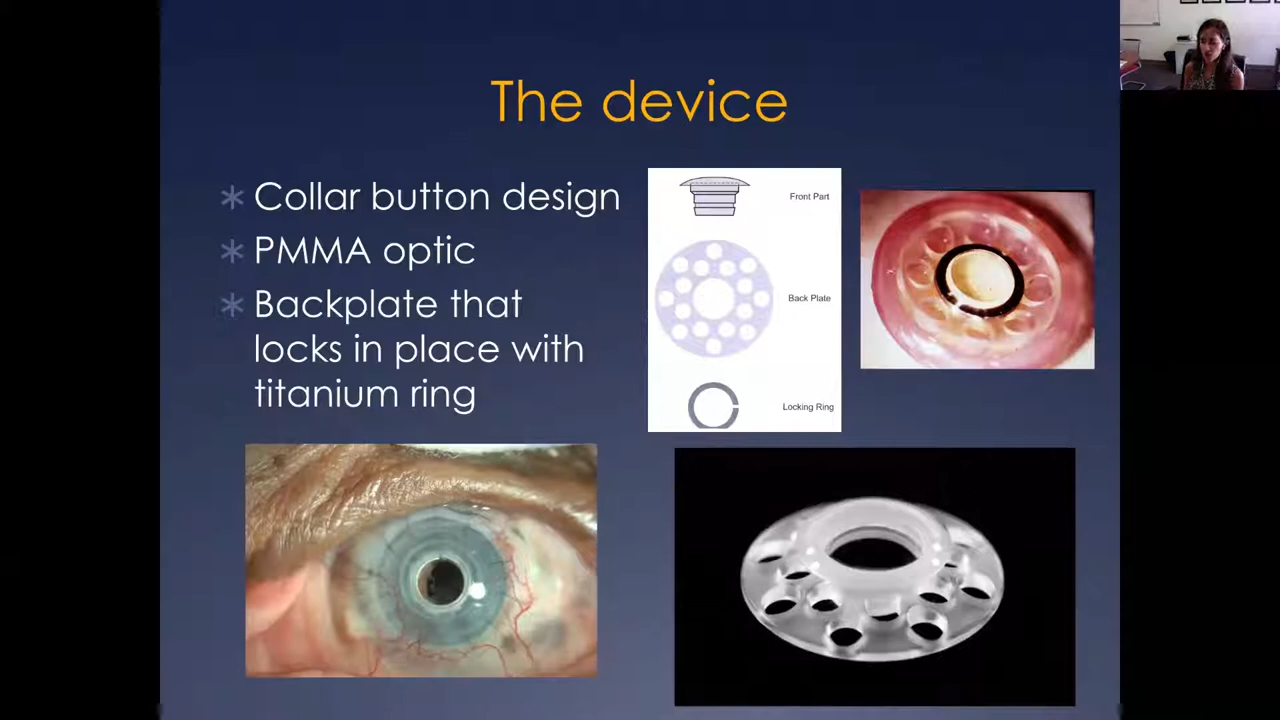 The device
Collar button design
PMMA optic
Backplate that
locks in place with
titanium ring
Front Part
Back Plate
Locking Ring